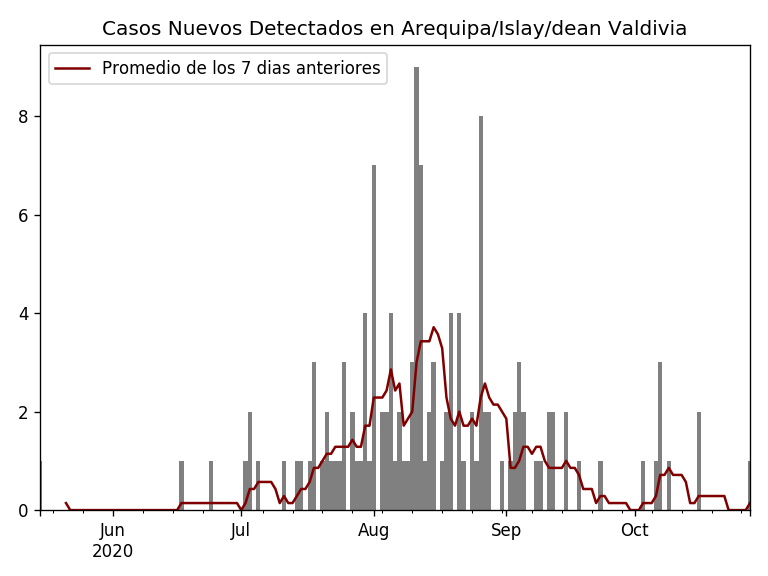 Casos Nuevos Detectados en Arequipa/Islay/dean Valdivia
Promedio de los 7 dias anteriores
8
6
4
2
0
Jun Jul Aug Sep Oct
2020